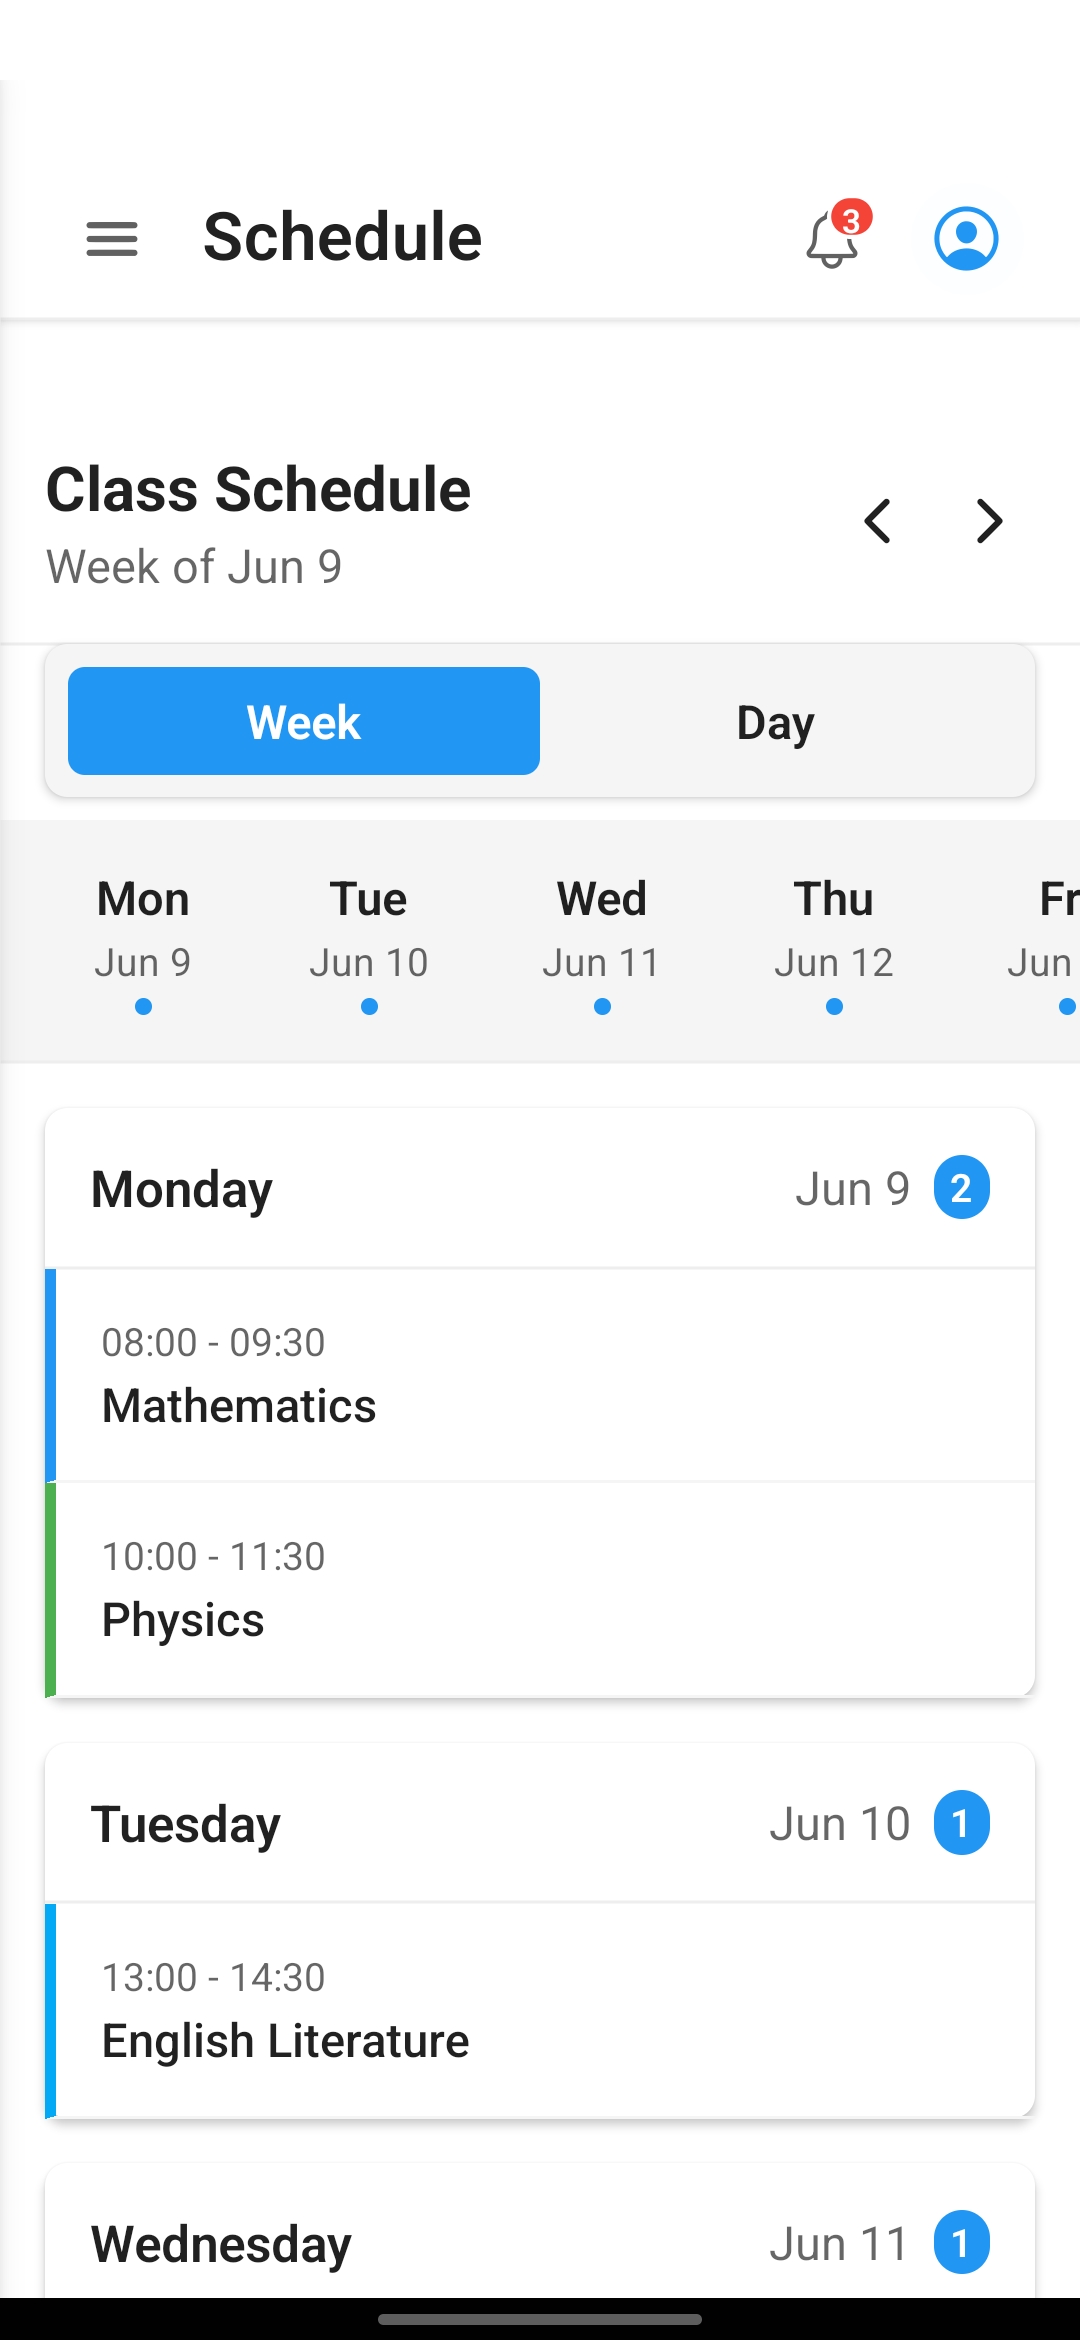 Schedule
3
Class Schedule
Week of Jun 9
Week
Day
Mon
Tue
Wed
Thu
Fr
Jun 9
Jun 10
Jun 11
Jun 12
Jun
Monday
Jun 9
2
08:00 - 09:30
Mathematics
10:00 - 11:30
Physics
Tuesday
Jun 10
1
13:00 - 14:30
English Literature
Wednesday
Jun 11
1